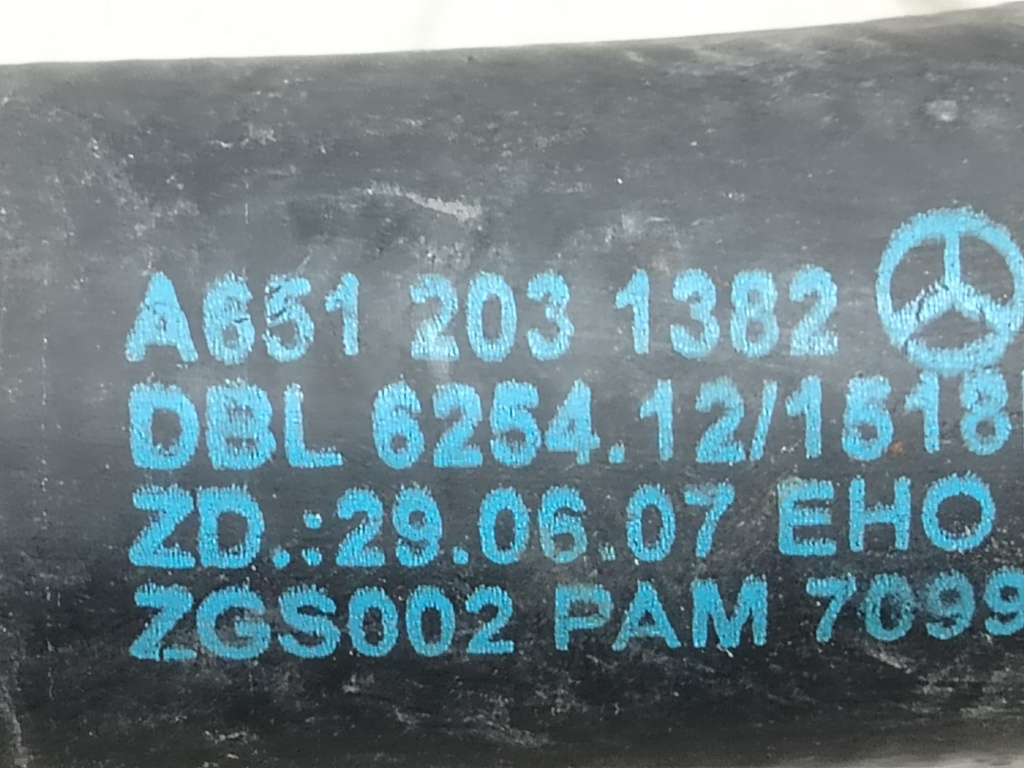 A651 203 1382
DBL 6254.12/1518
ZD.:29.06.07 EHO
ZGS002 PAM 7099